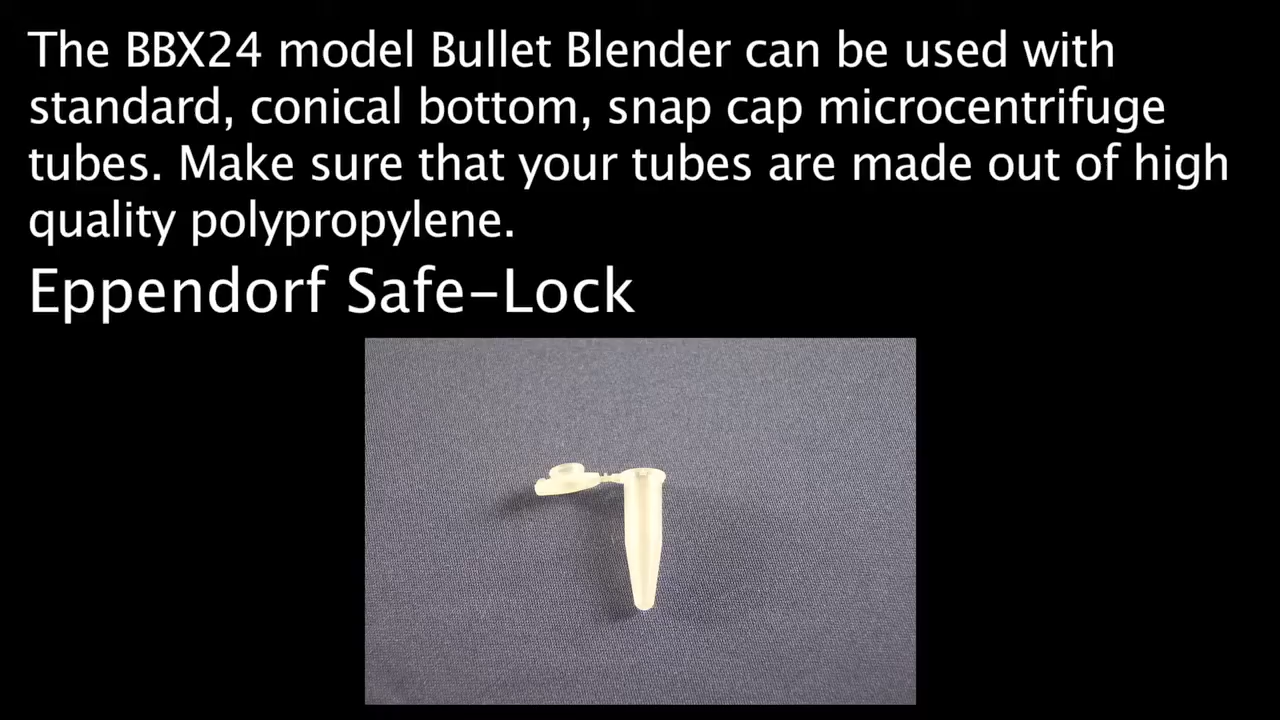 The BBX24 model Bullet Blender can be used with
standard, conical bottom, snap cap microcentrifuge
tubes. Make sure that your tubes are made out of high
quality polypropylene.
Eppendorf Safe-Lock